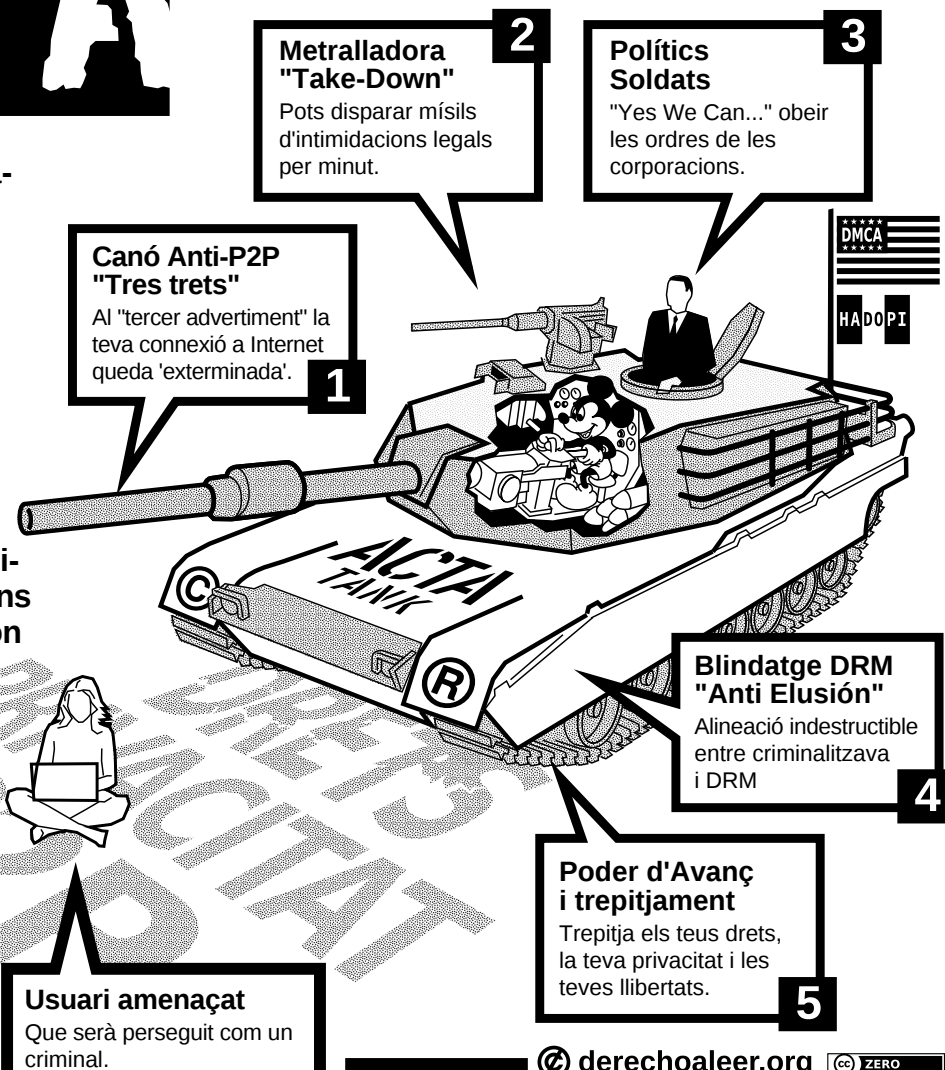 2
Metralladora
"Take-Down"
Pots disparar mísils
d'intimidacions legals
per minut.
3
Polítics
Soldats
"Yes We Can..." obeir
les ordres de les
corporacions.
1
Canó Anti-P2P
"Tres trets"
Al "tercer advertiment" la
teva connexió a Internet
queda 'exterminada'.
DMCA
HADOPI
ACTA
TANK
©
®
4
Blindatge DRM
"Anti Elusión"
Alineació indestructible
entre criminalitzava
i DRM
5
Poder d'Avanç
i trepitjament
Trepitja els teus drets,
la teva privacitat i les
teves llibertats.
Usuari amenaçat
Que serà perseguit com un
criminal.
derechoaleer.org
cc ZERO